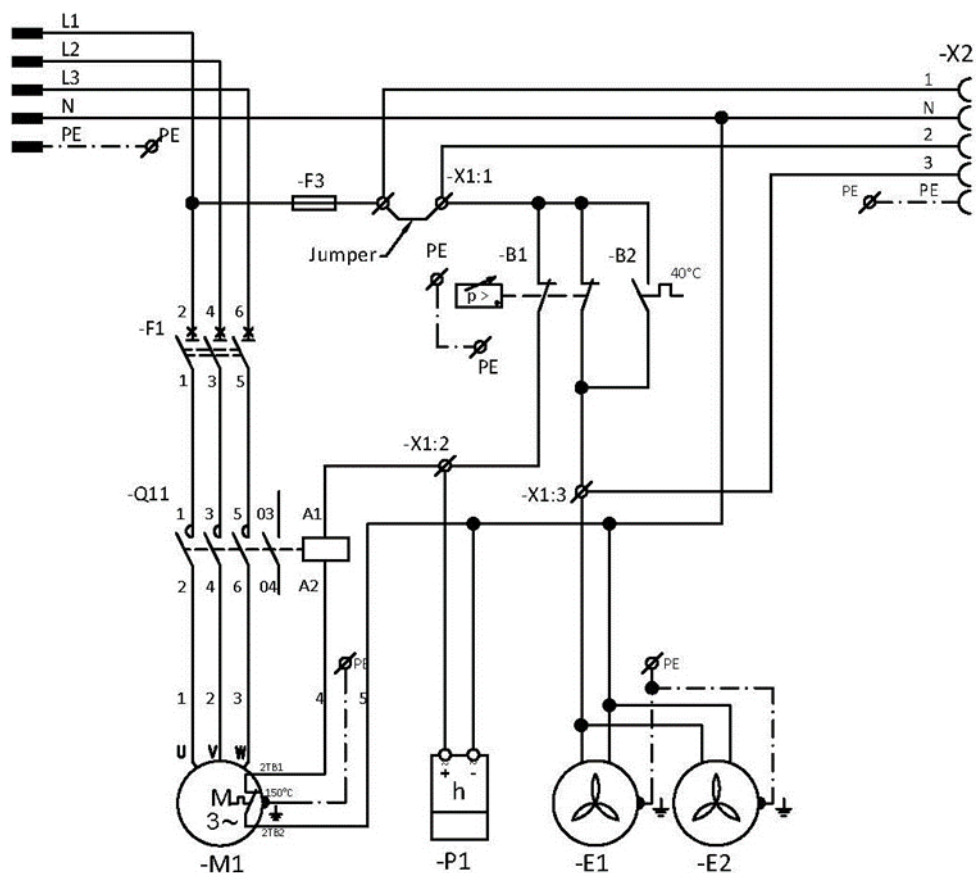 L1
L2
L3
N
PE
PE
-X2
1
N
2
3
PE
PE
-F3
-X1:1
Jumper
PE
-B1
-B2
40°C
p >
PE
2
4
6
-F1
1
3
5
-X1:2
-X1:3
-Q11
1
3
5
03
A1
2
4
6
04
A2
PE
PE
1
2
3
4
5
U
V
W
2TB1
150°C
M
3~
2TB2
+
-
h
-M1
-P1
-E1
-E2